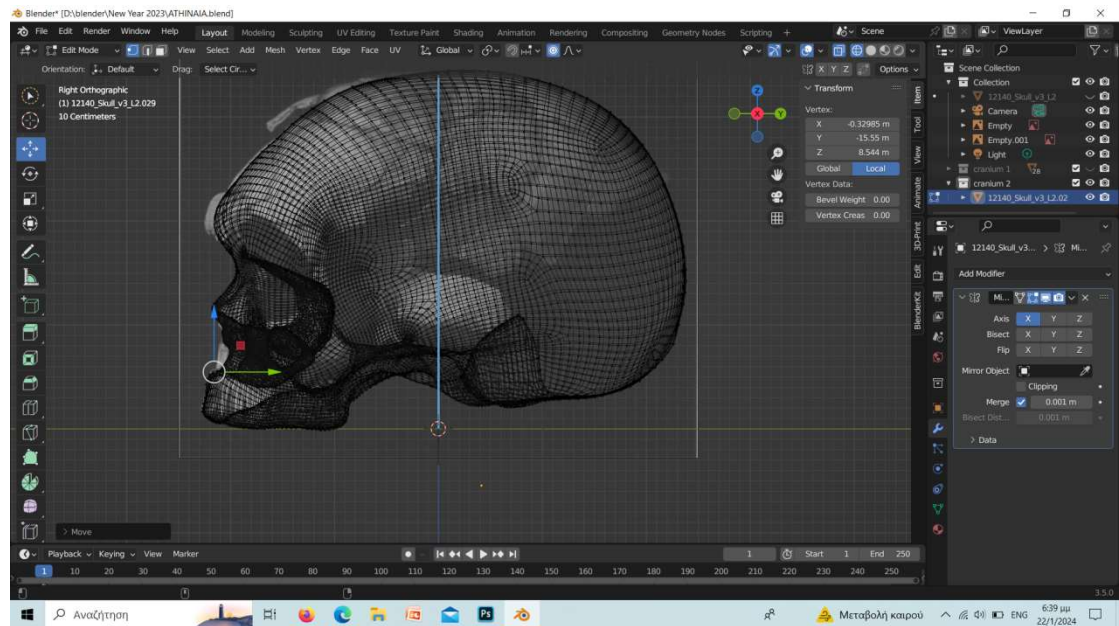 Blender* [D:\blender\New Year 2023\ATHINAIA.blend]
File Edit Render Window Help Layout Modeling Sculpting UV Editing Texture Paint Shading Animation Rendering Compositing Geometry Nodes Scripting + Scene ViewLayer
Edit Mode View Select Add Mesh Vertex Edge Face UV Global
Orientation: Default Drag: Select Cir... X Y Z Options
Right Orthographic
(1) 12140_Skull_v3_L2.029
10 Centimeters
Z
X
Y
Transform
Vertex:
X -0.32985 m
Y -15.55 m
Z 8.544 m
Global Local
Vertex Data:
Bevel Weight 0.00
Vertex Creas 0.00
Item
Tool
View
Animate
3D-Print
Edit
BlenderKit
Scene Collection
Collection
12140_Skull_v3_L2
Camera
Empty
Empty.001
Light
cranium 1 28
cranium 2
12140_Skull_v3_L2.02
12140_Skull_v3... > Mi...
Add Modifier
Mi...
Axis X Y Z
Bisect X Y Z
Flip X Y Z
Mirror Object
Clipping
Merge 0.001 m
Bisect Dist... 0.001 m
> Data
> Move
Playback Keying View Marker 1 Start 1 End 250
1 10 20 30 40 50 60 70 80 90 100 110 120 130 140 150 160 170 180 190 200 210 220 230 240 250
3.5.0
Αναζήτηση Ps Μεταβολή καιρού ENG 6:39 μμ
22/1/2024